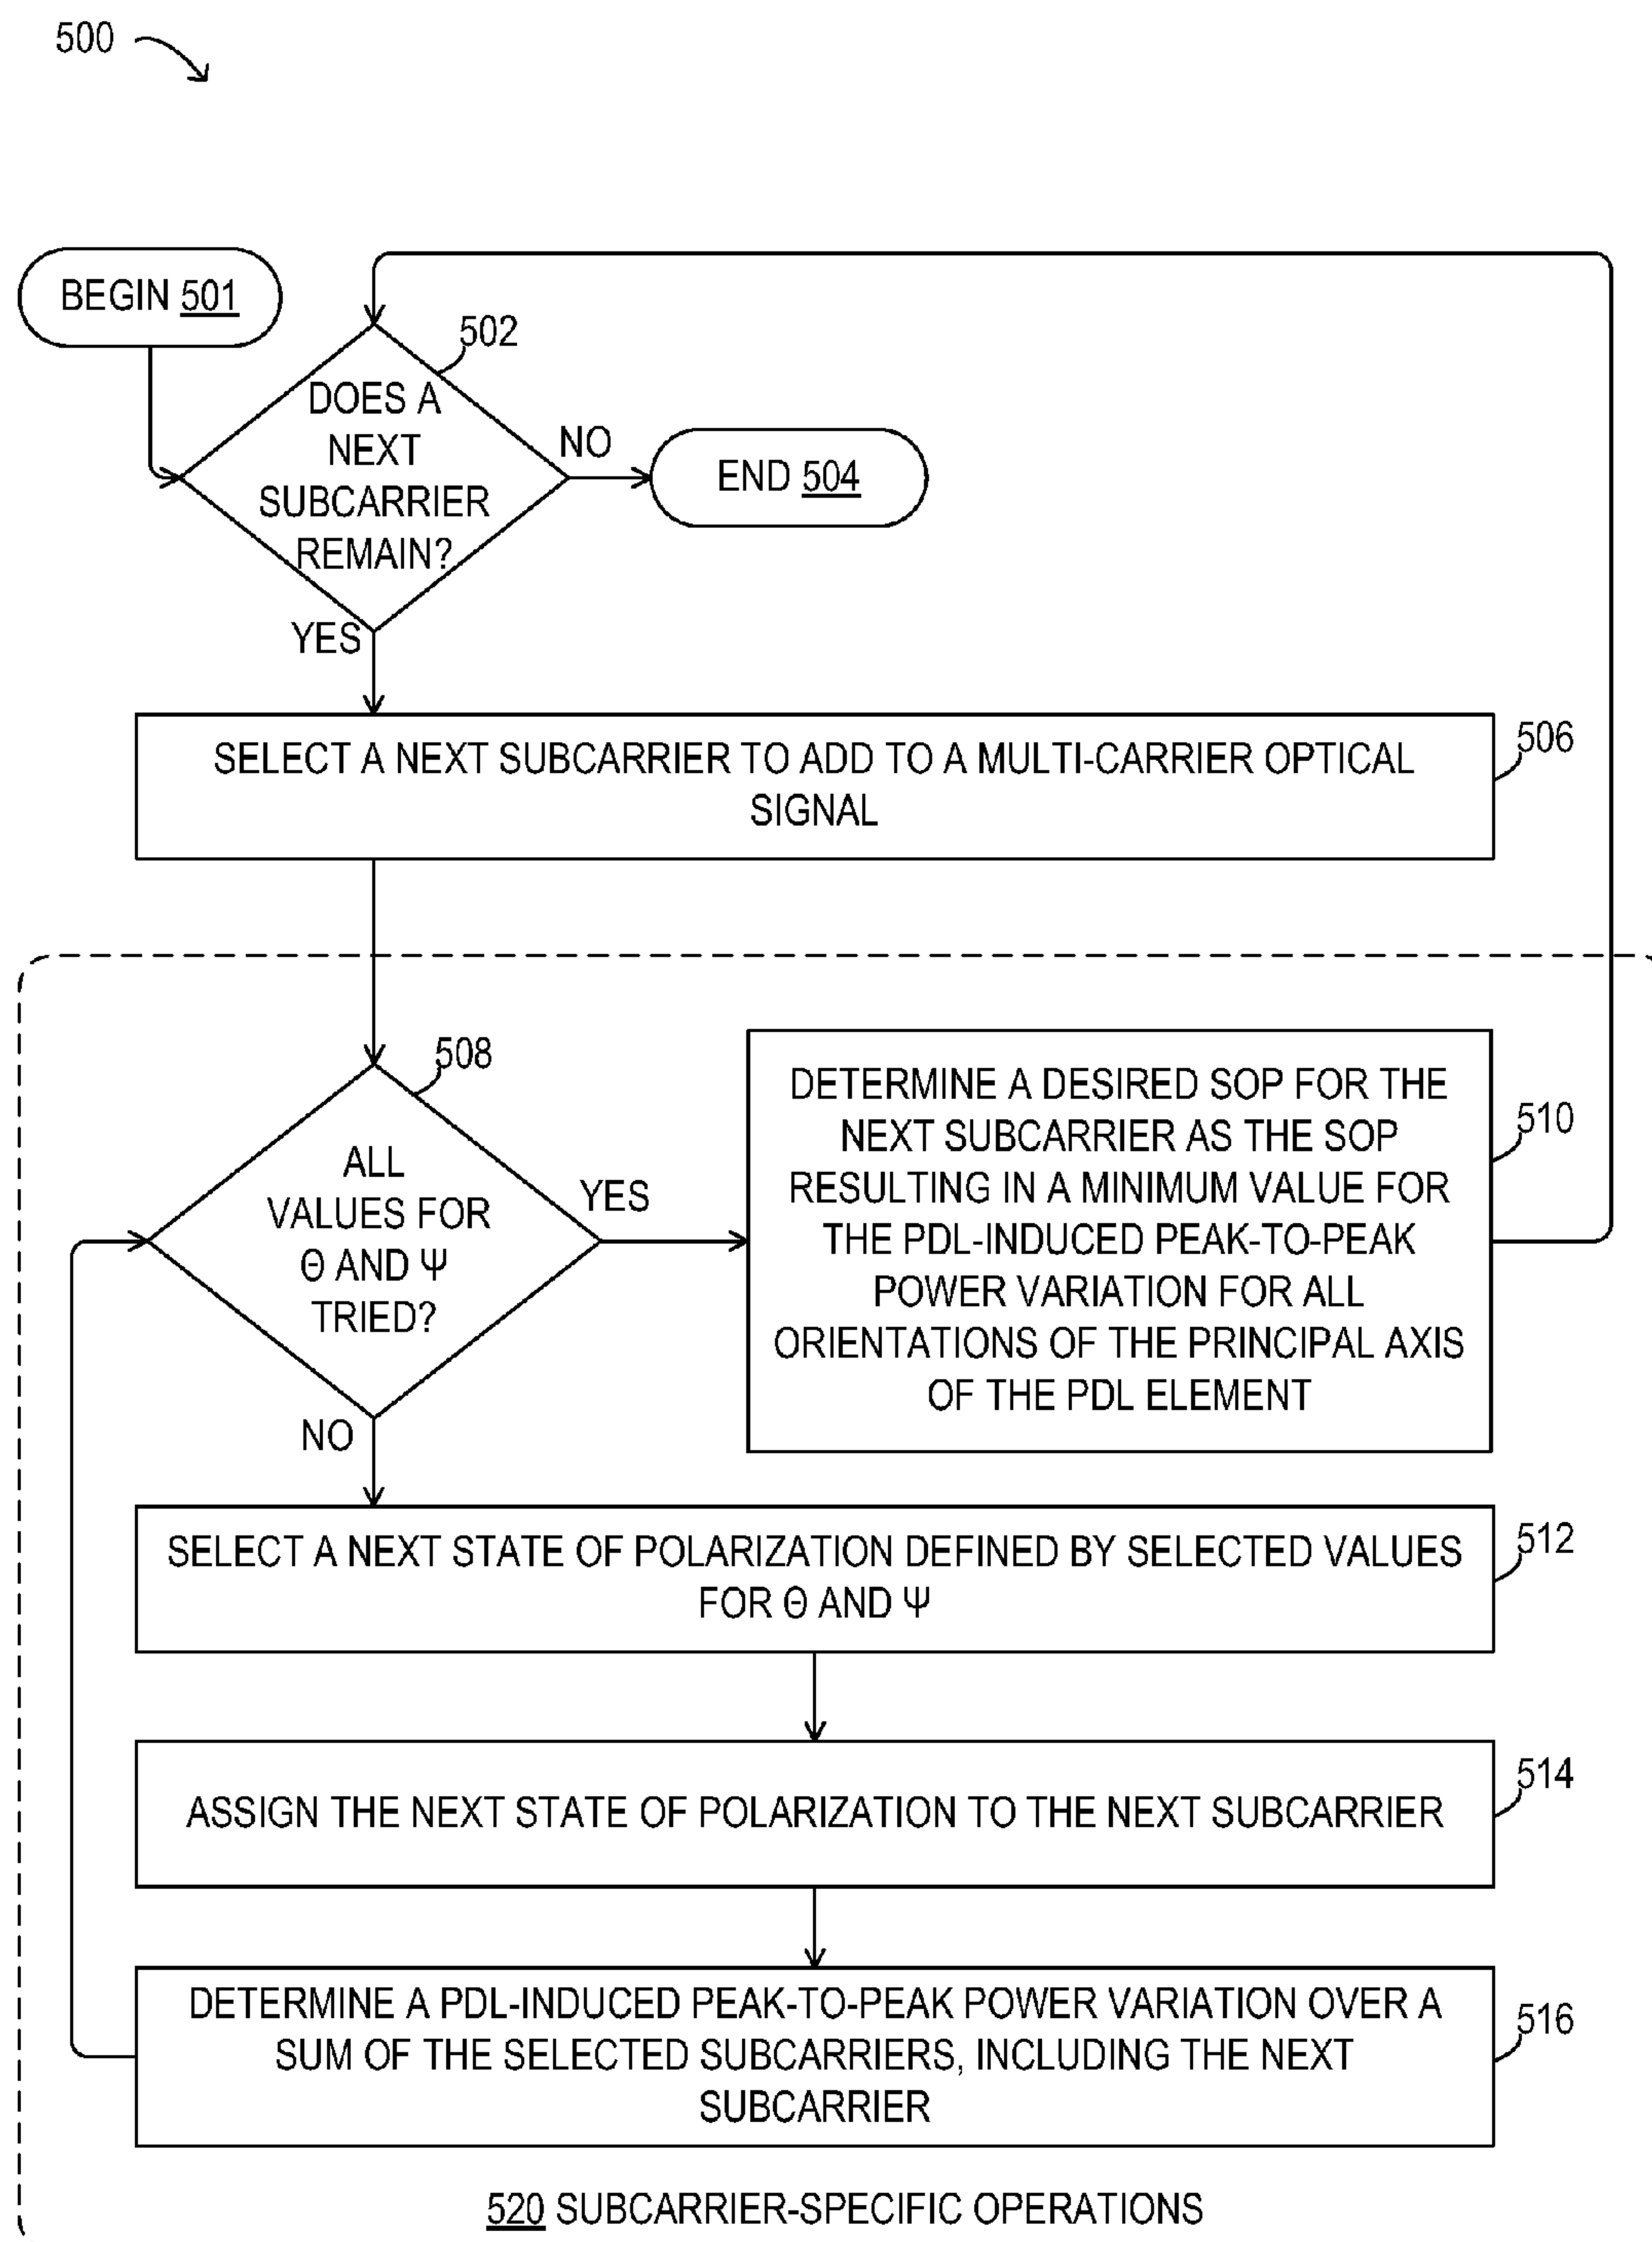 500
BEGIN 501
502
DOES A
NEXT
SUBCARRIER
REMAIN?
NO
END 504
YES
SELECT A NEXT SUBCARRIER TO ADD TO A MULTI-CARRIER OPTICAL
SIGNAL
506
508
ALL
VALUES FOR
Θ AND Ψ
TRIED?
YES
DETERMINE A DESIRED SOP FOR THE
NEXT SUBCARRIER AS THE SOP
RESULTING IN A MINIMUM VALUE FOR
THE PDL-INDUCED PEAK-TO-PEAK
POWER VARIATION FOR ALL
ORIENTATIONS OF THE PRINCIPAL AXIS
OF THE PDL ELEMENT
510
NO
SELECT A NEXT STATE OF POLARIZATION DEFINED BY SELECTED VALUES
FOR Θ AND Ψ
512
ASSIGN THE NEXT STATE OF POLARIZATION TO THE NEXT SUBCARRIER
514
DETERMINE A PDL-INDUCED PEAK-TO-PEAK POWER VARIATION OVER A
SUM OF THE SELECTED SUBCARRIERS, INCLUDING THE NEXT
SUBCARRIER
516
520 SUBCARRIER-SPECIFIC OPERATIONS